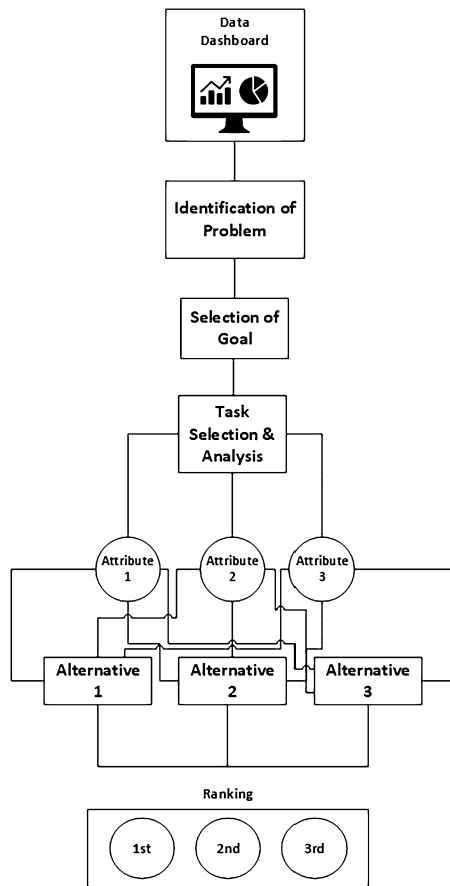 Data
Dashboard
Identification of
Problem
Selection of
Goal
Task
Selection &
Analysis
Attribute
1
Attribute
2
Attribute
3
Alternative
1
Alternative
2
Alternative
3
Ranking
1st
2nd
3rd